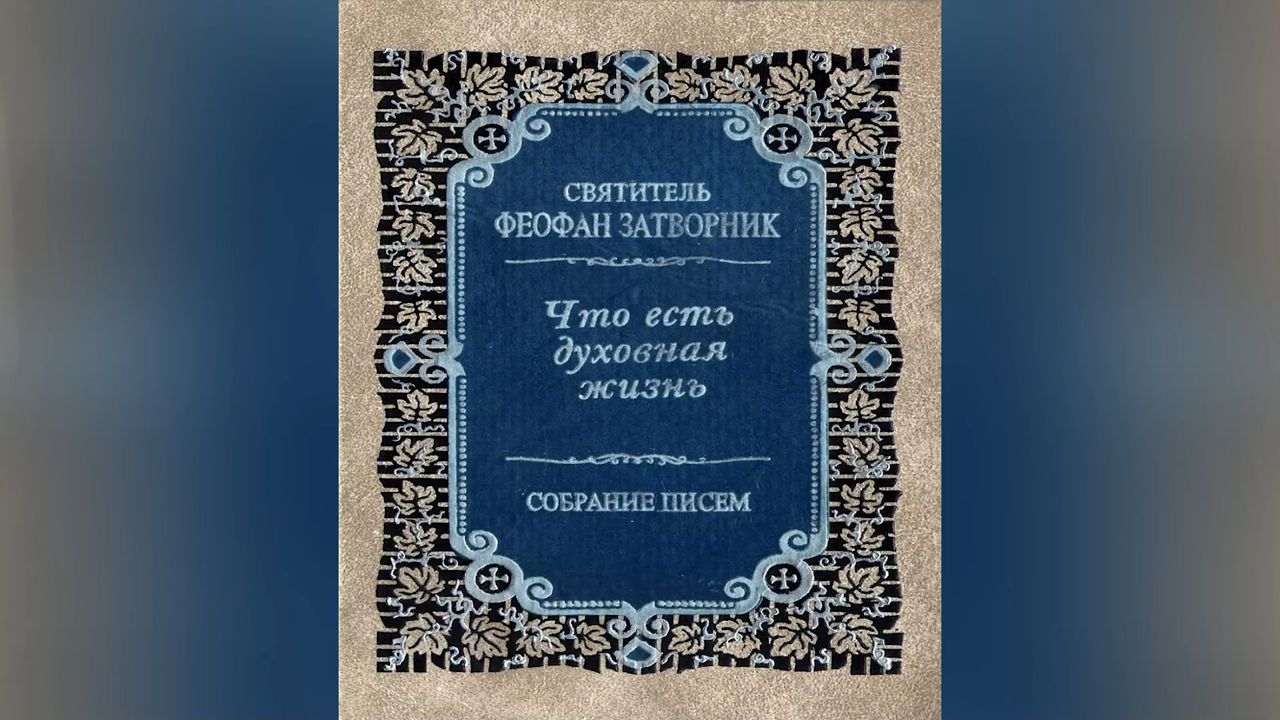 СВЯТИТЕЛЬ
ФЕОФАН ЗАТВОРНИК
Что есть
духовная
жизнь
СОБРАНИЕ ПИСЕМ